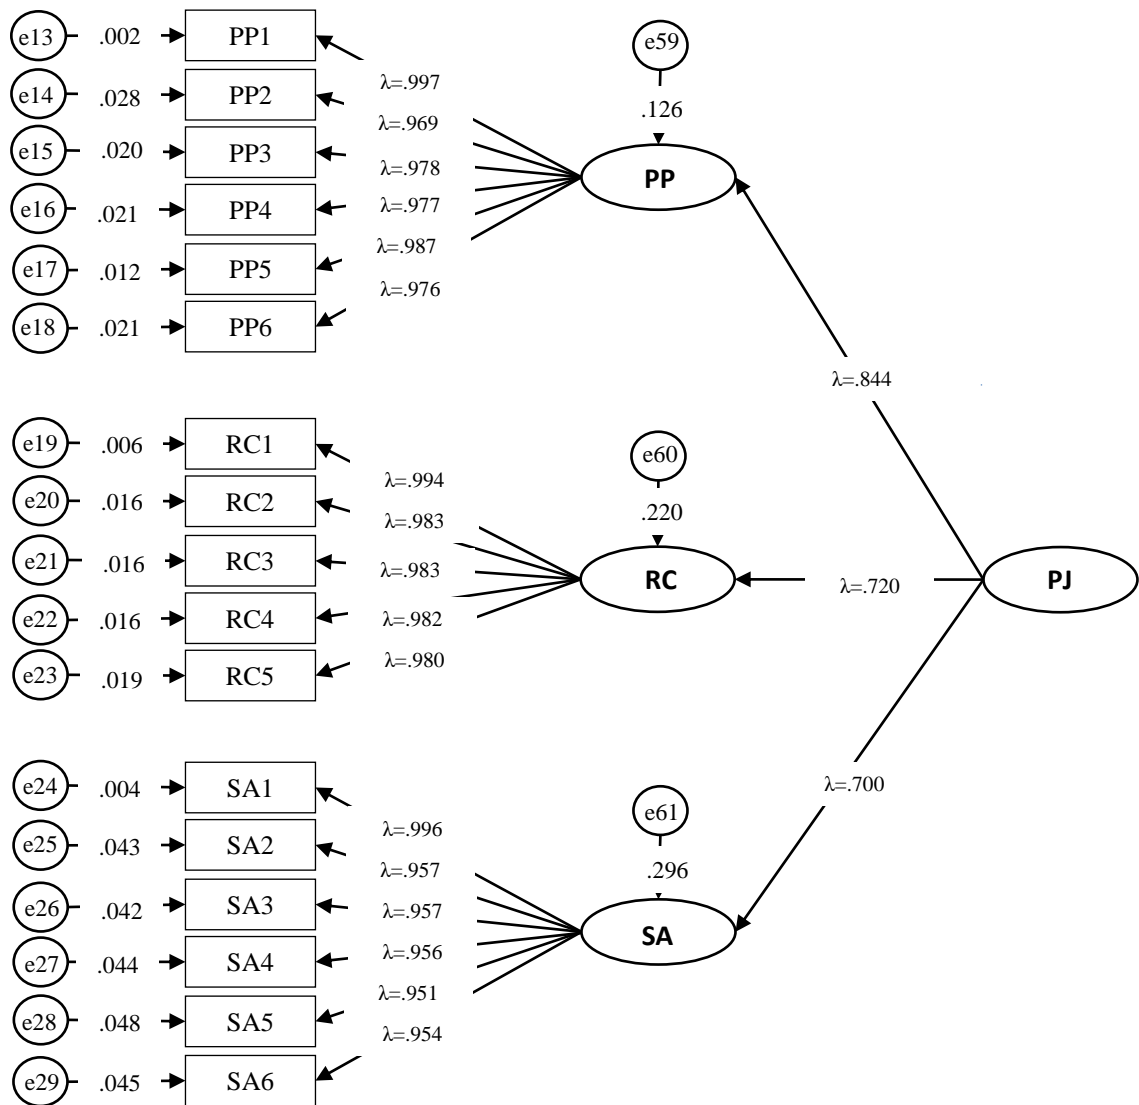 e13 .002 PP1
e59
λ=.997
e14 .028 PP2
.126
λ=.969
e15 .020 PP3
λ=.978
PP
e16 .021 PP4
λ=.977
λ=.987
e17 .012 PP5
λ=.976
e18 .021 PP6
λ=.844
e19 .006 RC1
e60
λ=.994
e20 .016 RC2
.220
λ=.983
e21 .016 RC3
λ=.983
RC
λ=.720
PJ
e22 .016 RC4
λ=.982
λ=.980
e23 .019 RC5
e24 .004 SA1
λ=.700
e61
λ=.996
e25 .043 SA2
λ=.957
.296
e26 .042 SA3
λ=.957
SA
λ=.956
e27 .044 SA4
λ=.951
e28 .048 SA5
λ=.954
e29 .045 SA6